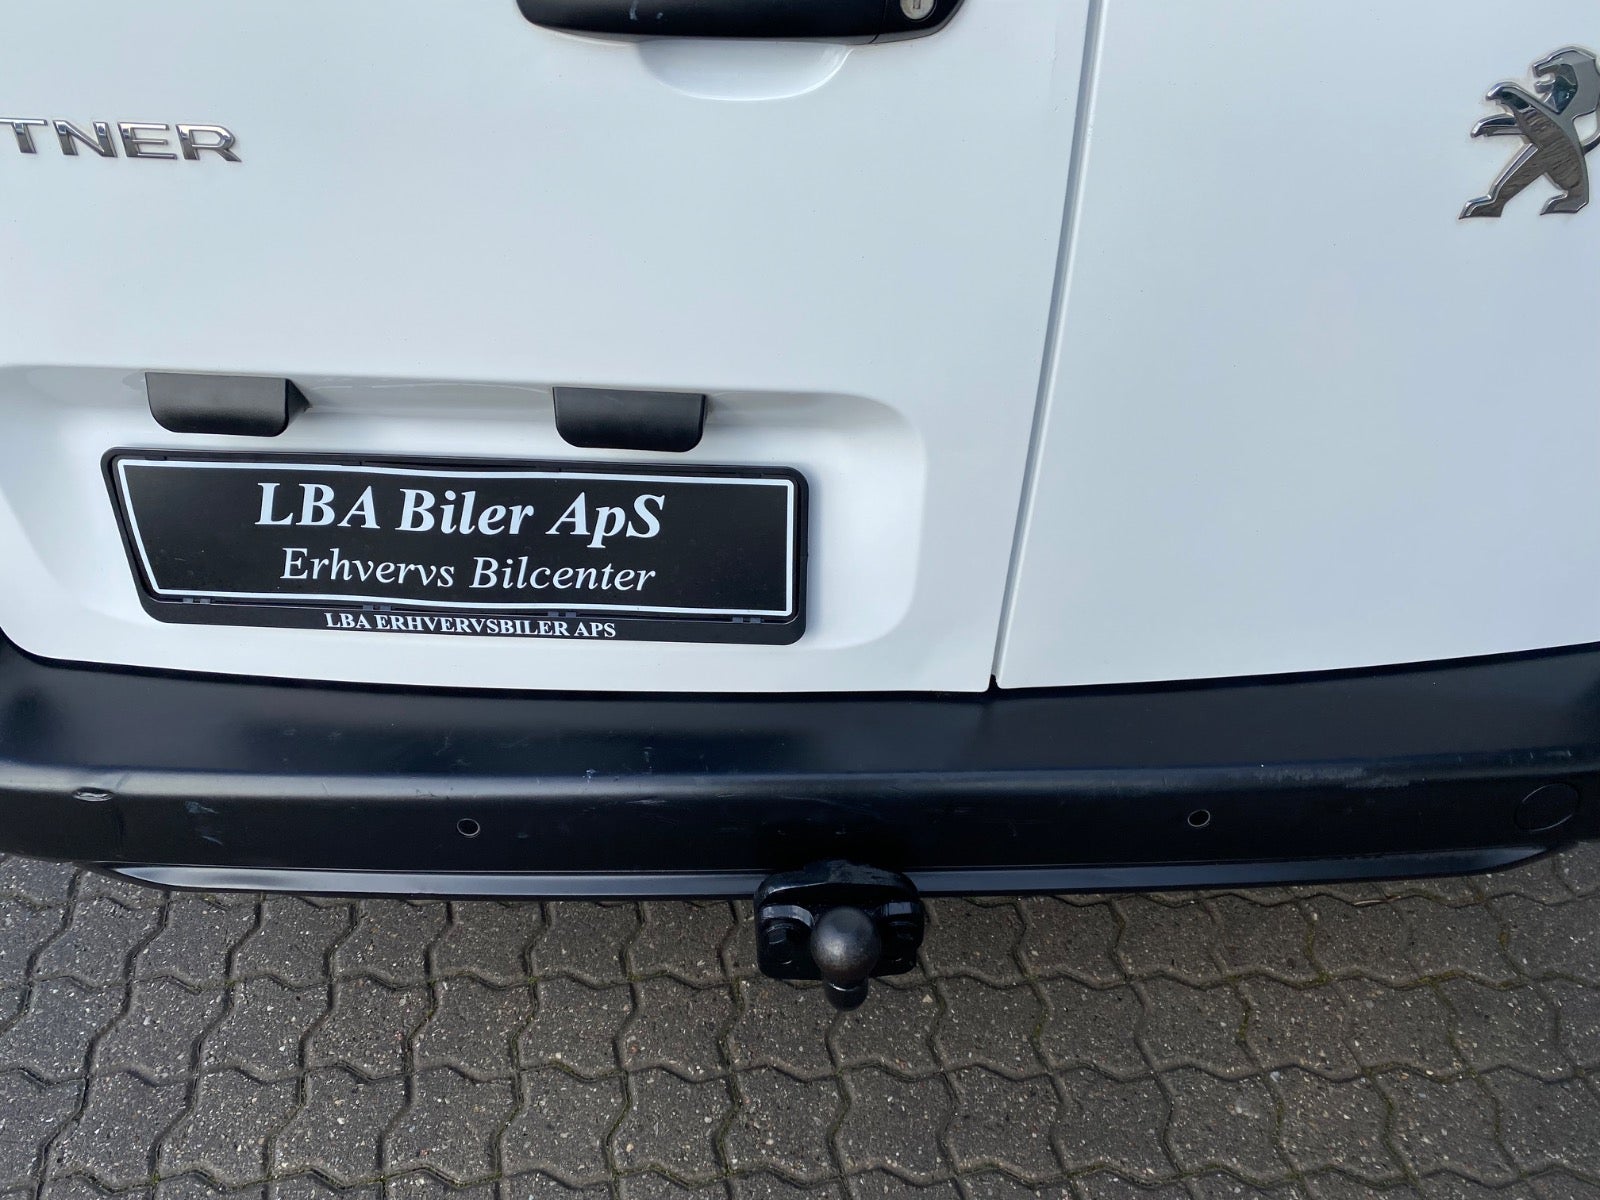 TNER
LBA Biler ApS
Erhvervs Bilcenter
LBA ERHVERVSBILER APS